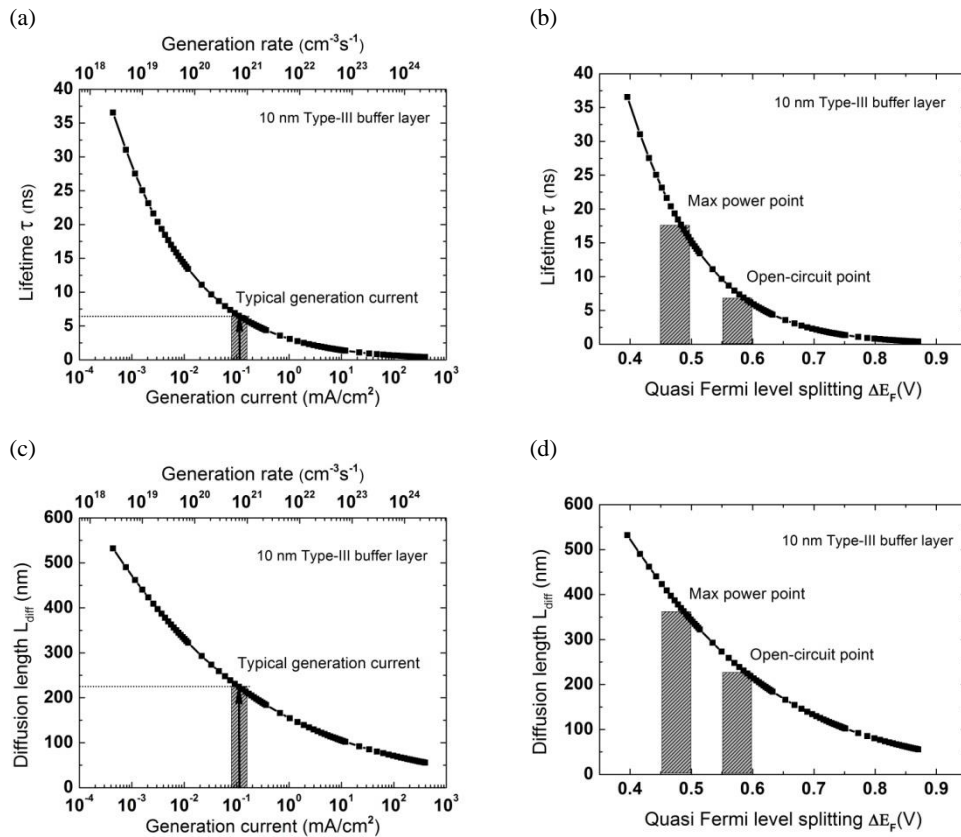 (a)
Generation rate (cm⁻³s⁻¹)
10¹⁸ 10¹⁹ 10²⁰ 10²¹ 10²² 10²³ 10²⁴
40
35
30
25
20
15
10
5
0
Lifetime τ (ns)
10 nm Type-III buffer layer
Typical generation current
10⁻⁴ 10⁻³ 10⁻² 10⁻¹ 10⁰ 10¹ 10² 10³
Generation current (mA/cm²)
(b)
40
35
30
25
20
15
10
5
0
Lifetime τ (ns)
10 nm Type-III buffer layer
Max power point
Open-circuit point
0.4 0.5 0.6 0.7 0.8 0.9
Quasi Fermi level splitting ΔE_F(V)
(c)
Generation rate (cm⁻³s⁻¹)
10¹⁸ 10¹⁹ 10²⁰ 10²¹ 10²² 10²³ 10²⁴
600
500
400
300
200
100
0
Diffusion length L_diff (nm)
10 nm Type-III buffer layer
Typical generation current
10⁻⁴ 10⁻³ 10⁻² 10⁻¹ 10⁰ 10¹ 10² 10³
Generation current (mA/cm²)
(d)
600
500
400
300
200
100
0
Diffusion length L_diff (nm)
10 nm Type-III buffer layer
Max power point
Open-circuit point
0.4 0.5 0.6 0.7 0.8 0.9
Quasi Fermi level splitting ΔE_F(V)